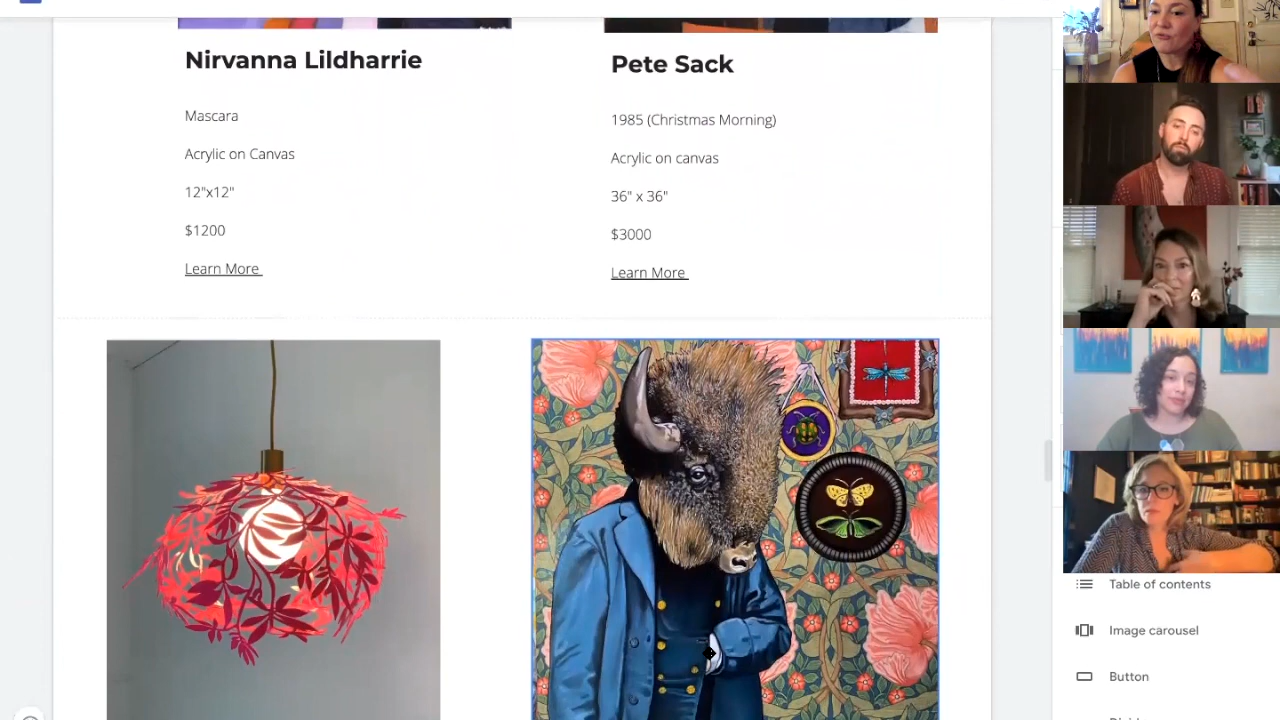 Nirvanna Lildharrie
Mascara
Acrylic on Canvas
12"x12"
$1200
Learn More
Pete Sack
1985 (Christmas Morning)
Acrylic on canvas
36" x 36"
$3000
Learn More
Table of contents
Image carousel
Button